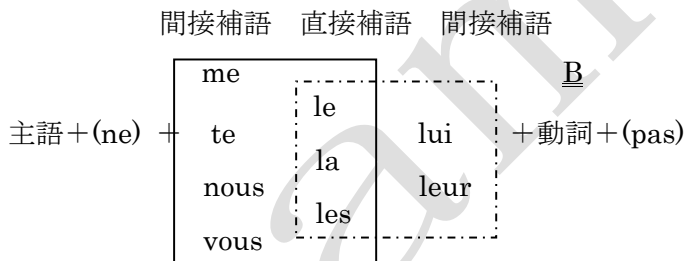 間接補語 直接補語 間接補語
me B
le
主語+(ne) + te lui +動詞+(pas)
la
nous leur
les
vous